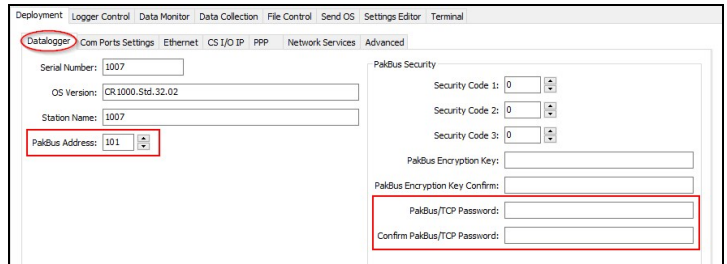 Deployment Logger Control Data Monitor Data Collection File Control Send OS Settings Editor Terminal
Datalogger Com Ports Settings Ethernet CS I/O IP PPP Network Services Advanced
Serial Number: 1007
OS Version: CR1000.Std.32.02
Station Name: 1007
PakBus Address: 101
PakBus Security
Security Code 1: 0
Security Code 2: 0
Security Code 3: 0
PakBus Encryption Key:
PakBus Encryption Key Confirm:
PakBus/TCP Password:
Confirm PakBus/TCP Password: